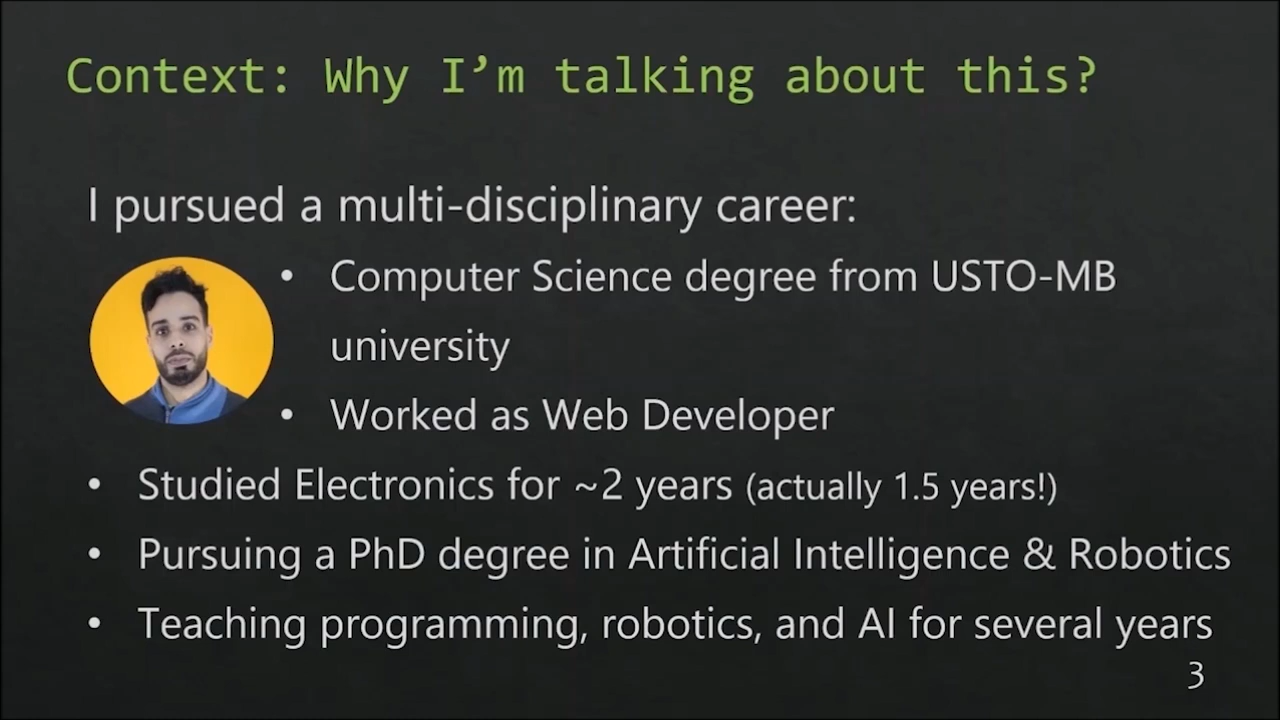 Context: Why I’m talking about this?
I pursued a multi-disciplinary career:
• Computer Science degree from USTO-MB
university
• Worked as Web Developer
• Studied Electronics for ~2 years (actually 1.5 years!)
• Pursuing a PhD degree in Artificial Intelligence & Robotics
• Teaching programming, robotics, and AI for several years
3